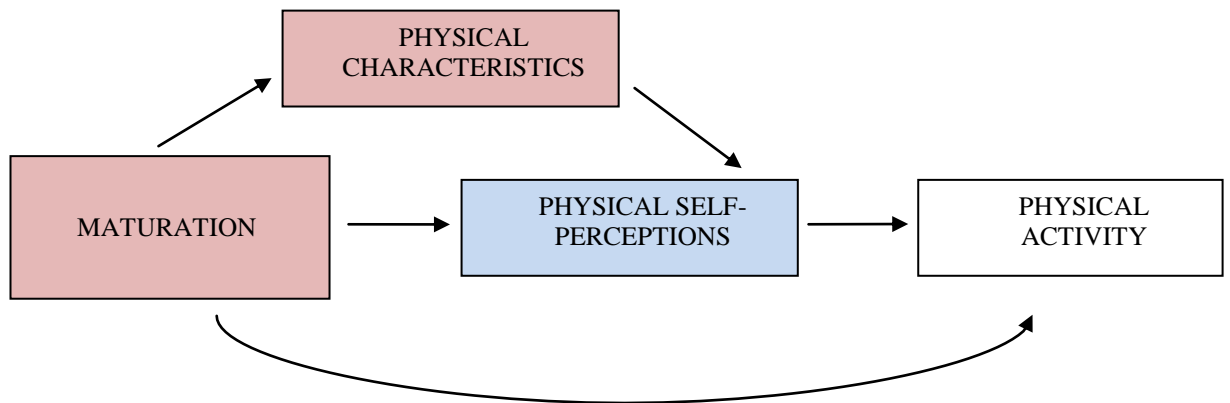 PHYSICAL
CHARACTERISTICS
MATURATION
PHYSICAL SELF-
PERCEPTIONS
PHYSICAL
ACTIVITY